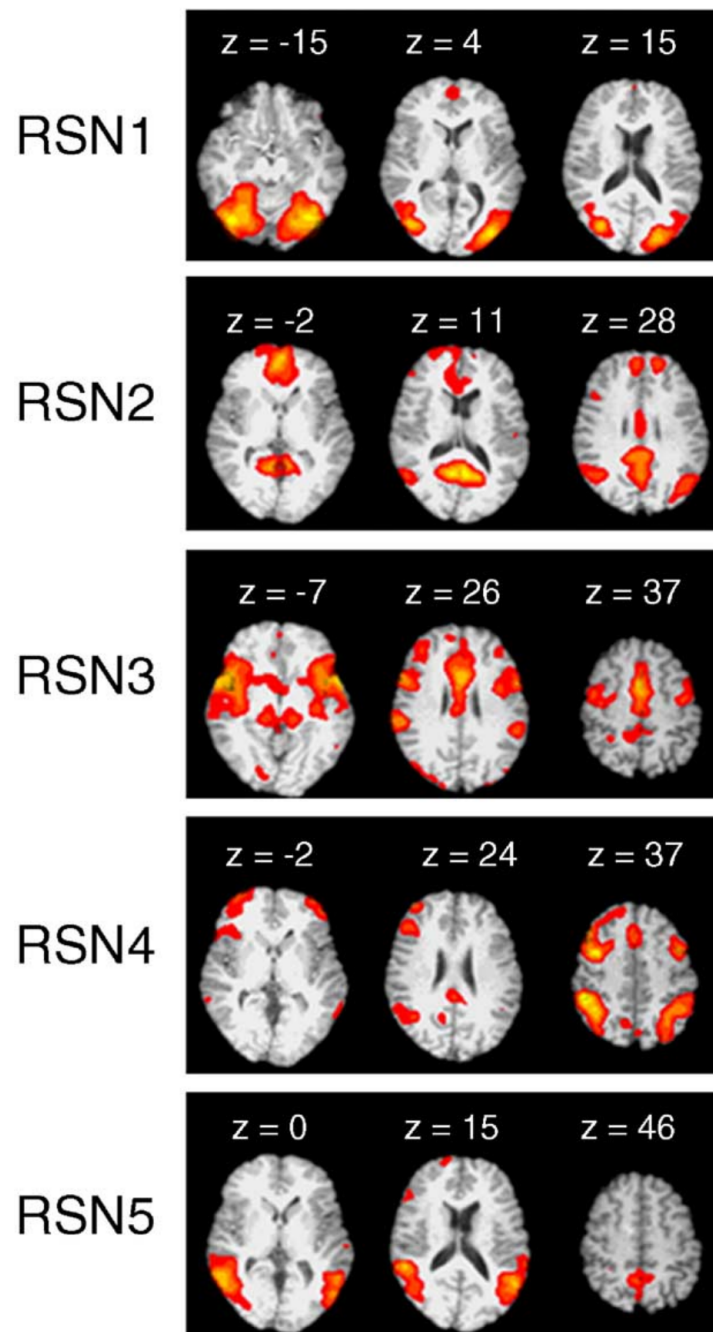 z = -15 z = 4 z = 15
RSN1
z = -2 z = 11 z = 28
RSN2
z = -7 z = 26 z = 37
RSN3
z = -2 z = 24 z = 37
RSN4
z = 0 z = 15 z = 46
RSN5